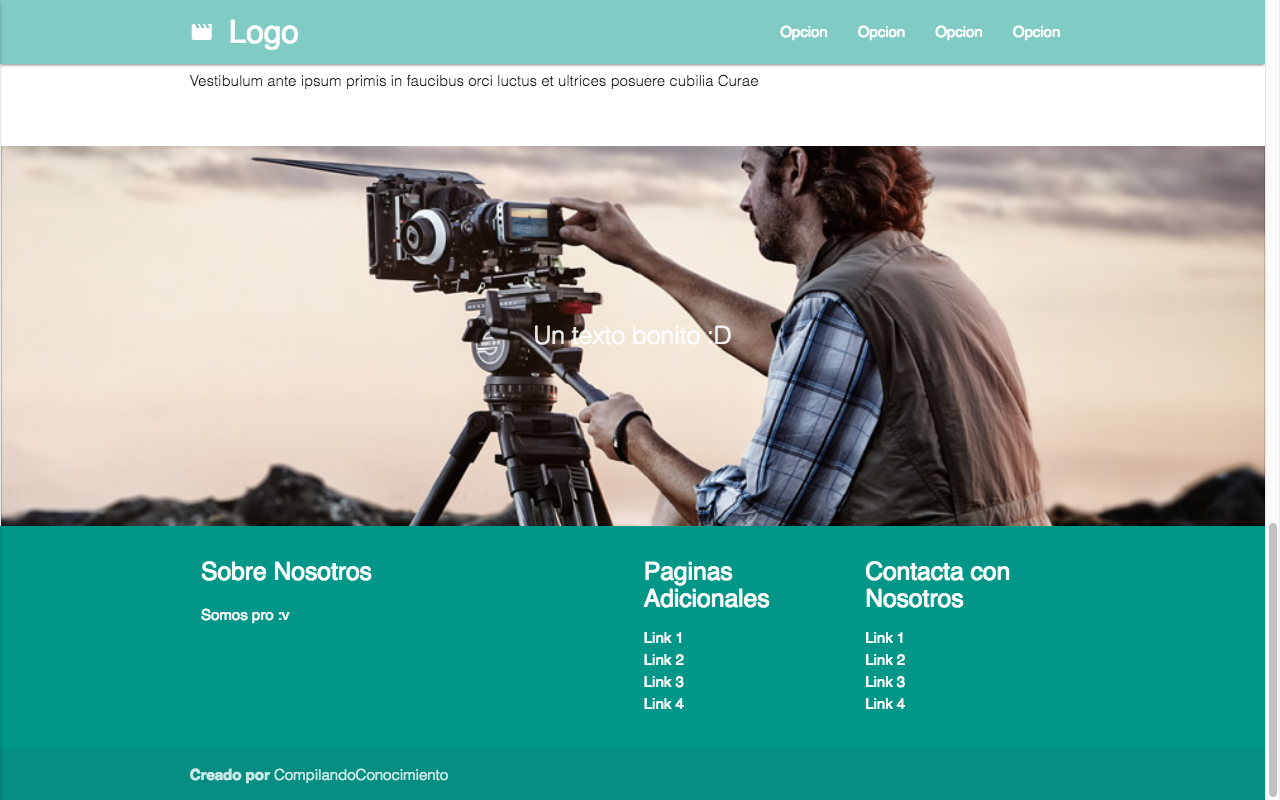 Logo
Opcion Opcion Opcion Opcion
Vestibulum ante ipsum primis in faucibus orci luctus et ultrices posuere cubilia Curae
Un texto bonito :D
Sobre Nosotros
Somos pro :v
Paginas
Adicionales
Link 1
Link 2
Link 3
Link 4
Contacta con
Nosotros
Link 1
Link 2
Link 3
Link 4
Creado por CompilandoConocimiento